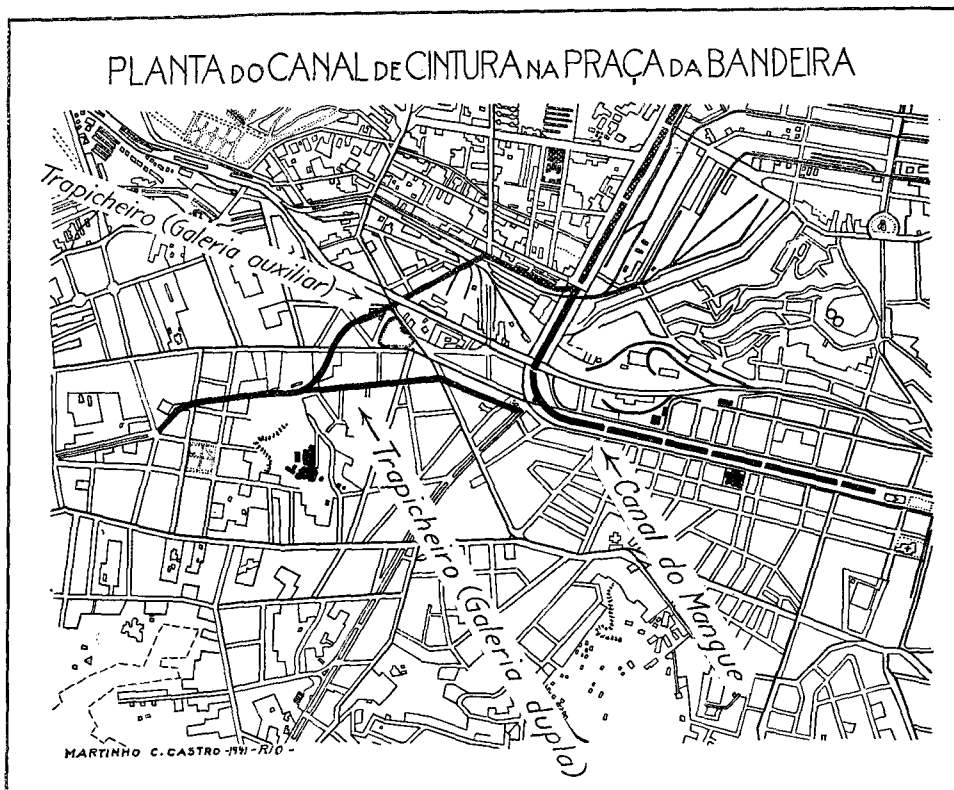 PLANTA DO CANAL DE CINTURA NA PRAÇA DA BANDEIRA
Trapicheiro (Galeria auxiliar)
Trapicheiro (Galeria dupla)
Canal do Mangue
MARTINHO C. CASTRO -1941- RIO -